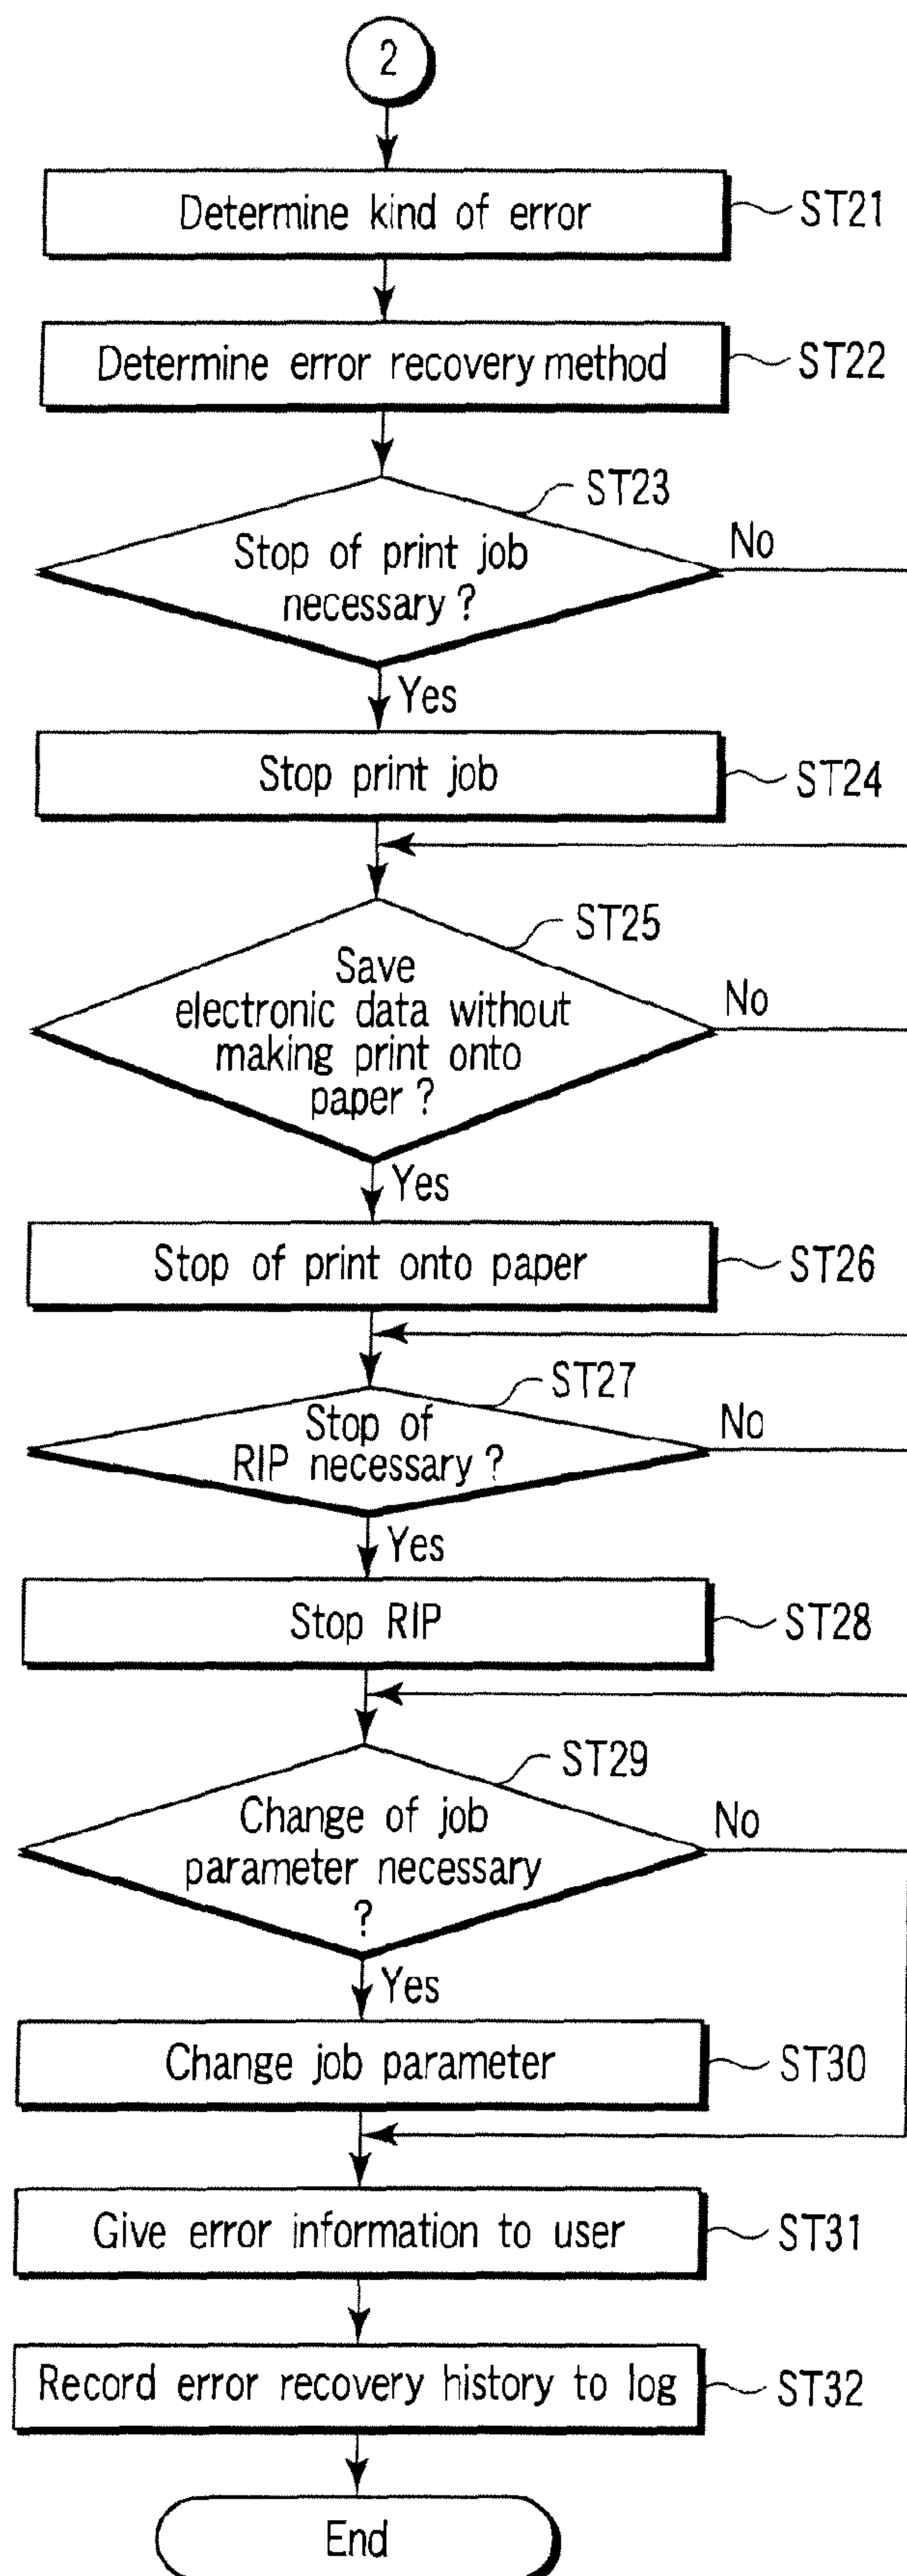 2
Determine kind of error
ST21
Determine error recovery method
ST22
ST23
Stop of print job
necessary ?
No
Yes
Stop print job
ST24
ST25
Save
electronic data without
making print onto
paper ?
No
Yes
Stop of print onto paper
ST26
ST27
Stop of
RIP necessary ?
No
Yes
Stop RIP
ST28
ST29
Change of job
parameter necessary
?
No
Yes
Change job parameter
ST30
Give error information to user
ST31
Record error recovery history to log
ST32
End